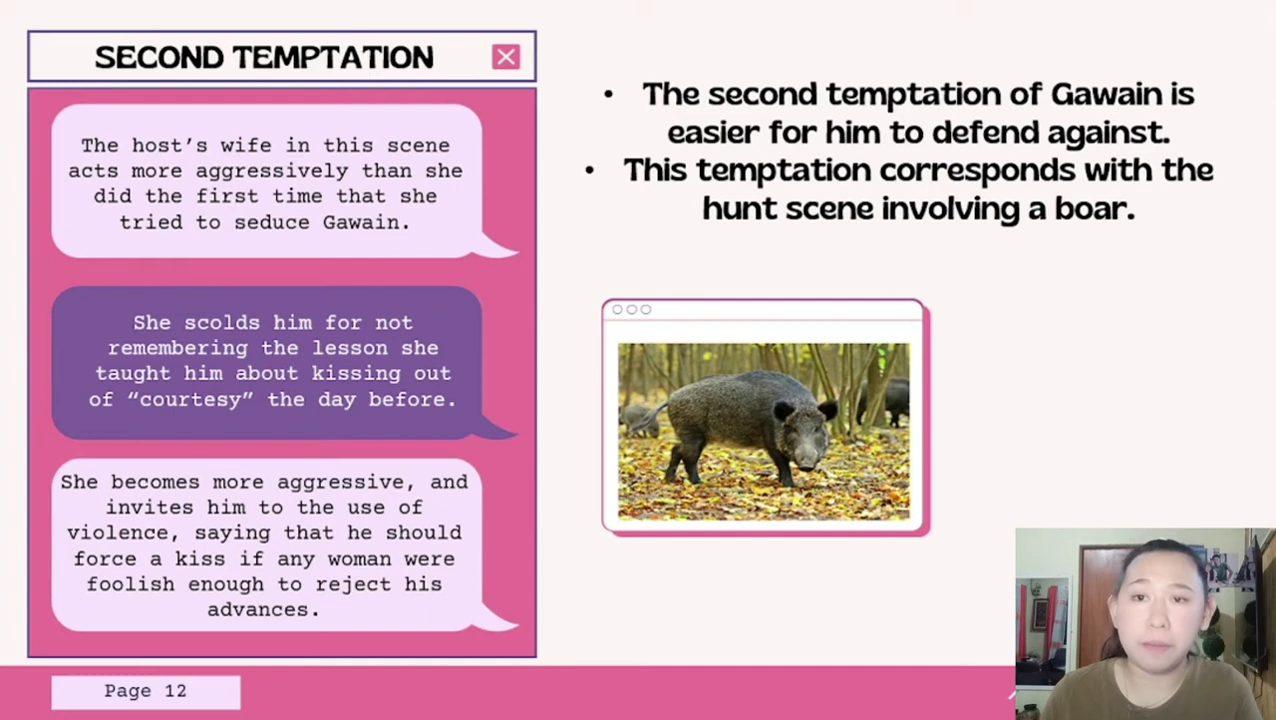 SECOND TEMPTATION
The host’s wife in this scene
acts more aggressively than she
did the first time that she
tried to seduce Gawain.
She scolds him for not
remembering the lesson she
taught him about kissing out
of “courtesy” the day before.
She becomes more aggressive, and
invites him to the use of
violence, saying that he should
force a kiss if any woman were
foolish enough to reject his
advances.
• The second temptation of Gawain is
easier for him to defend against.
• This temptation corresponds with the
hunt scene involving a boar.
Page 12